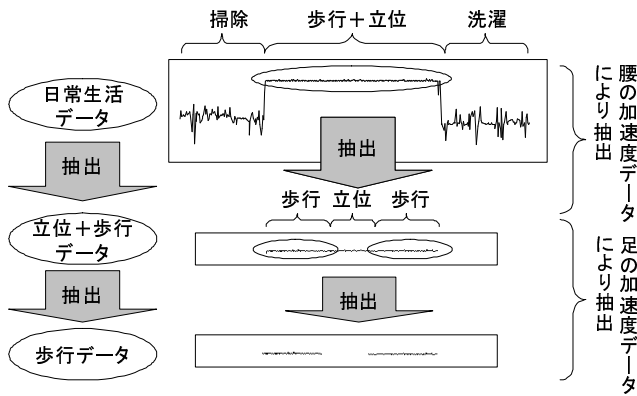 掃除
歩行＋立位
洗濯
日常生活
データ
抽出
抽出
腰の加速度データ
により抽出
歩行
立位
歩行
立位＋歩行
データ
抽出
抽出
足の加速度データ
により抽出
歩行データ